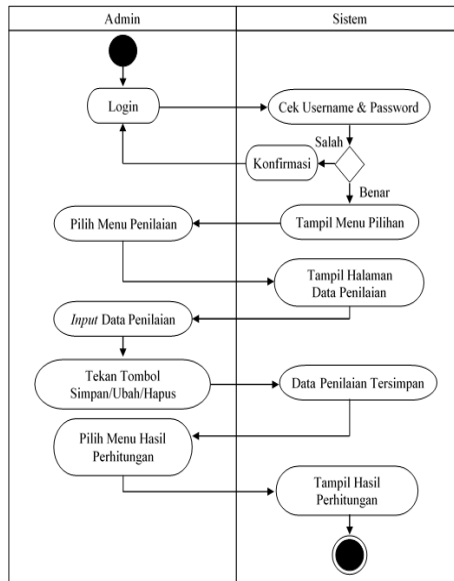 Admin
Sistem
Login
Cek Username & Password
Salah
Konfirmasi
Benar
Pilih Menu Penilaian
Tampil Menu Pilihan
Tampil Halaman
Data Penilaian
Input Data Penilaian
Tekan Tombol
Simpan/Ubah/Hapus
Data Penilaian Tersimpan
Pilih Menu Hasil
Perhitungan
Tampil Hasil
Perhitungan